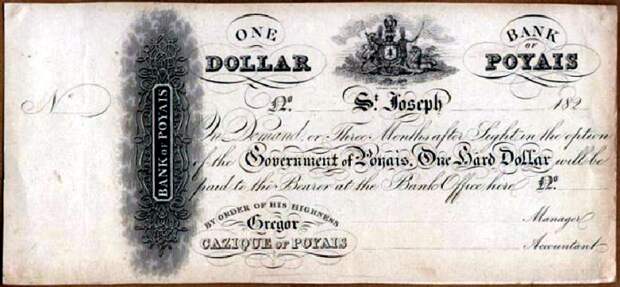 ONE DOLLAR
BANK of POYAIS
No.
No. St. Joseph 182
BANK OF POYAIS
On Demand, or Three Months after Sight in the option
of the Government of Poyais, One Hard Dollar will be
paid to the Bearer at the Bank Office here No.
BY ORDER OF HIS HIGHNESS
Gregor
CAZIQUE OF POYAIS
Manager
Accountant